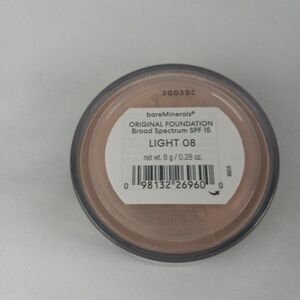 bareMinerals®
ORIGINAL FOUNDATION
Broad Spectrum SPF 15
LIGHT 08
net wt. 8 g / 0.28 oz.
0 98132 26960 0